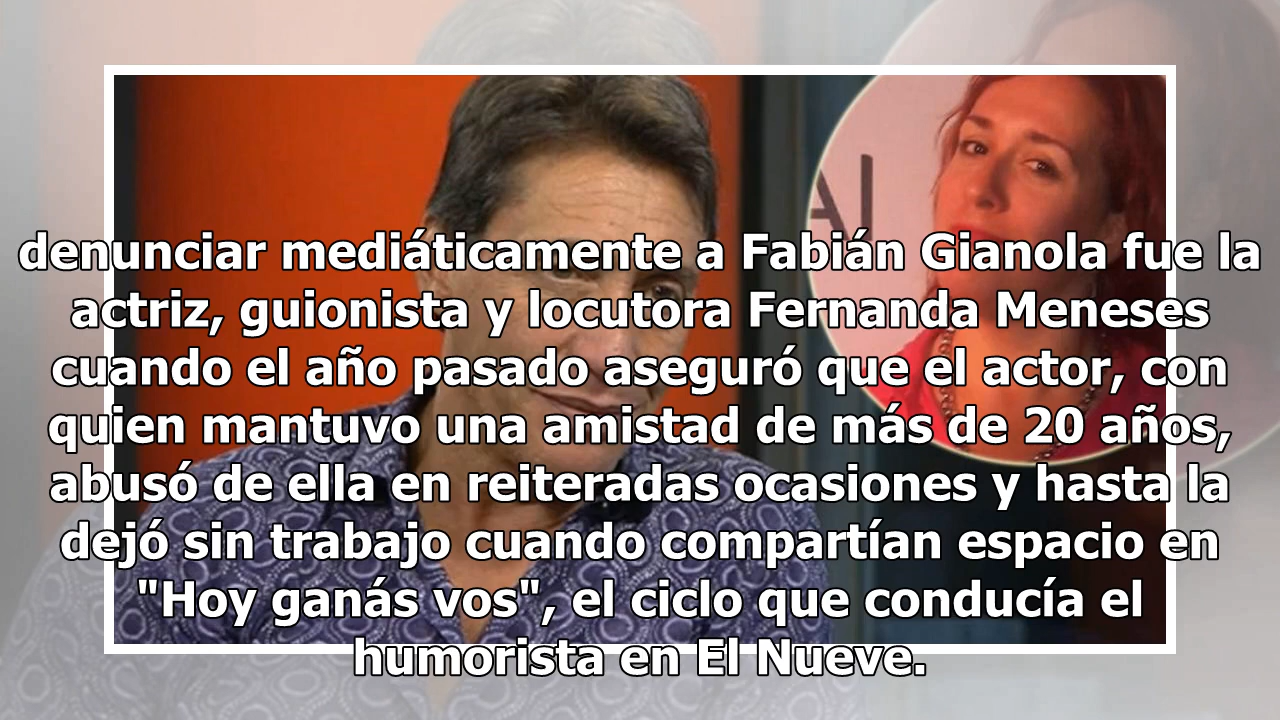 denunciar mediáticamente a Fabián Gianola fue la
actriz, guionista y locutora Fernanda Meneses
cuando el año pasado aseguró que el actor, con
quien mantuvo una amistad de más de 20 años,
abusó de ella en reiteradas ocasiones y hasta la
dejó sin trabajo cuando compartían espacio en
"Hoy ganás vos", el ciclo que conducía el
humorista en El Nueve.